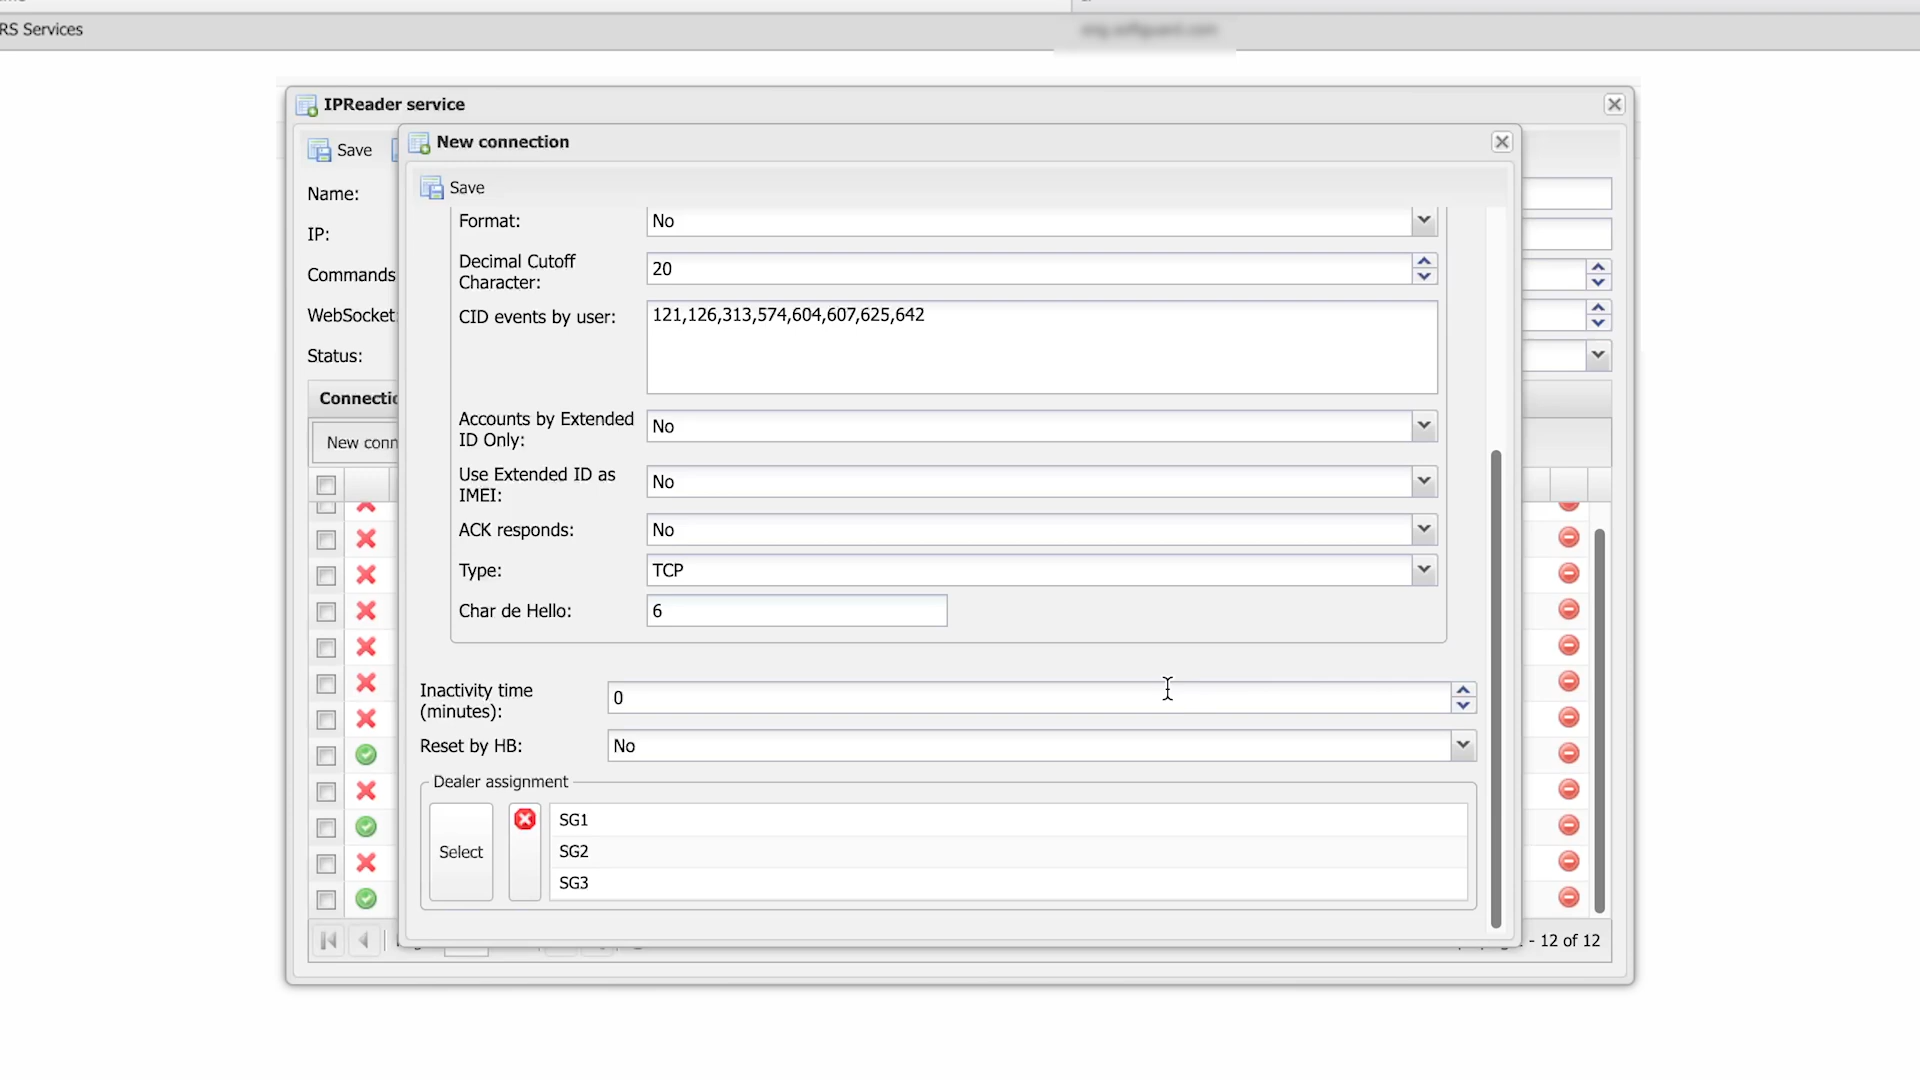 RS Services
IPReader service
Save
New connection
Save
Name:
IP:
Commands
WebSocket
Status:
Connectio
New conn
Format:
No
Decimal Cutoff
Character:
20
CID events by user:
121,126,313,574,604,607,625,642
Accounts by Extended
ID Only:
No
Use Extended ID as
IMEI:
No
ACK responds:
No
Type:
TCP
Char de Hello:
6
Inactivity time
(minutes):
0
Reset by HB:
No
Dealer assignment
Select
SG1
SG2
SG3
- 12 of 12